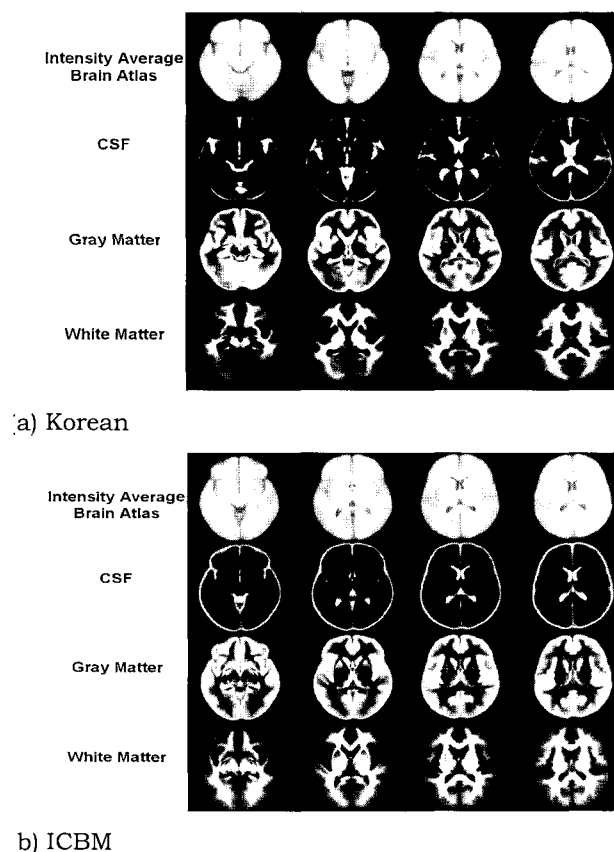 Intensity Average
Brain Atlas
CSF
Gray Matter
White Matter
a) Korean
Intensity Average
Brain Atlas
CSF
Gray Matter
White Matter
b) ICBM